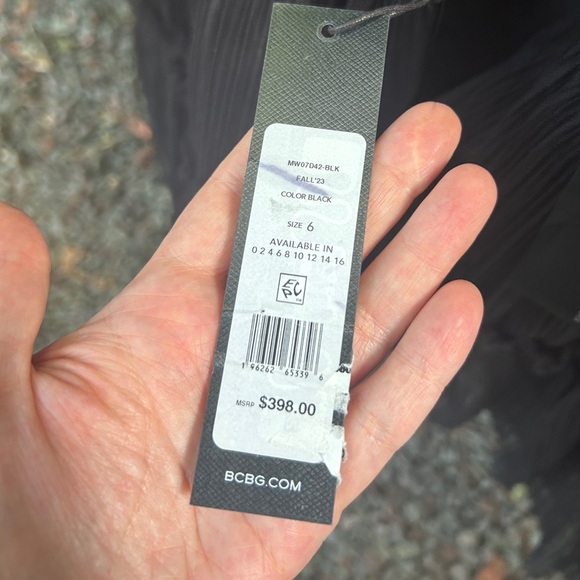 MW07D42-BLK
FALL'23
COLOR BLACK
SIZE 6
AVAILABLE IN
0 2 4 6 8 10 12 14 16
1 96262 65339 6
MSRP $398.00
BCBG.COM